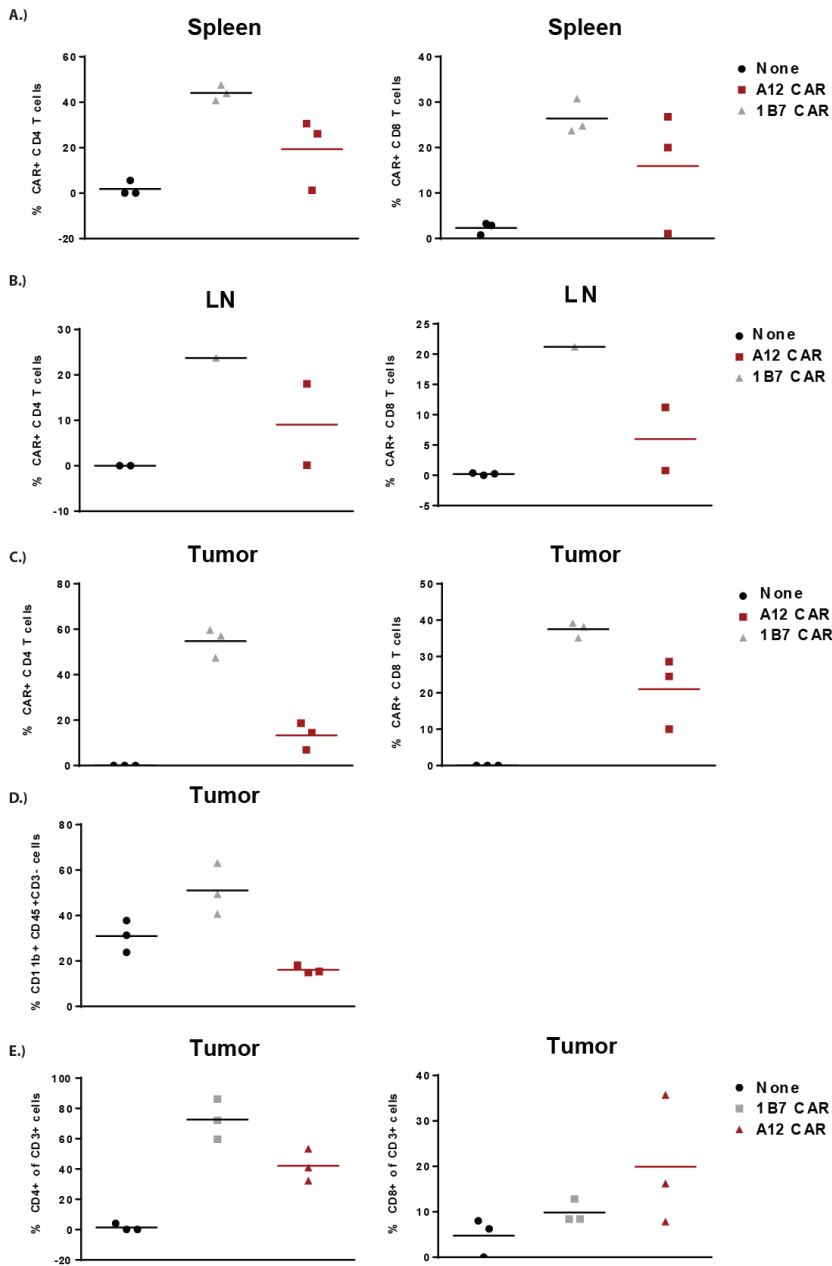 A.)
Spleen
% CAR+ CD4 T cells
60
40
20
0
-20
Spleen
% CAR+ CD8 T cells
40
30
20
10
0
None
A12 CAR
1B7 CAR
B.)
LN
% CAR+ CD4 T cells
30
20
10
0
-10
LN
% CAR+ CD8 T cells
25
20
15
10
5
0
-5
None
A12 CAR
1B7 CAR
C.)
Tumor
% CAR+ CD4 T cells
80
60
40
20
0
Tumor
% CAR+ CD8 T cells
50
40
30
20
10
0
None
A12 CAR
1B7 CAR
D.)
Tumor
% CD11b+ CD45+CD3- cells
80
60
40
20
0
E.)
Tumor
% CD4+ of CD3+ cells
100
80
60
40
20
0
-20
Tumor
% CD8+ of CD3+ cells
40
30
20
10
0
None
1B7 CAR
A12 CAR